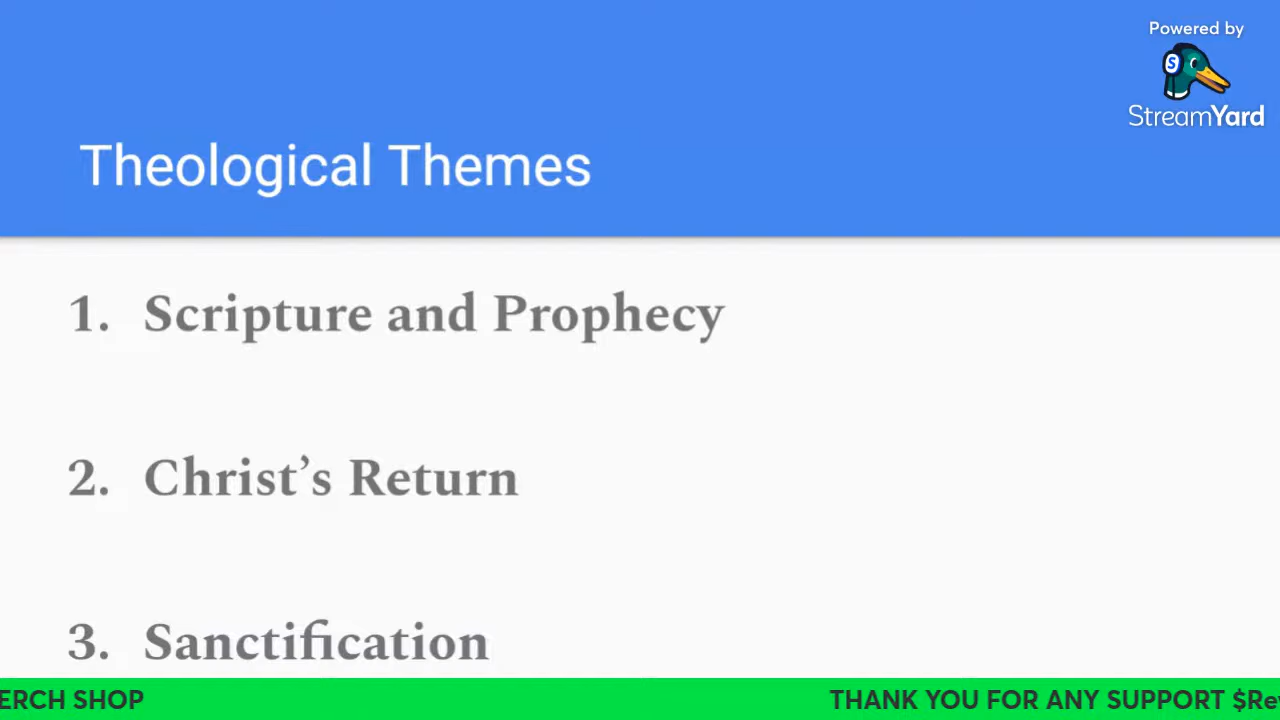 Powered by
StreamYard
Theological Themes
1. Scripture and Prophecy
2. Christ’s Return
3. Sanctification
SHOP THANK YOU FOR ANY SUPPORT